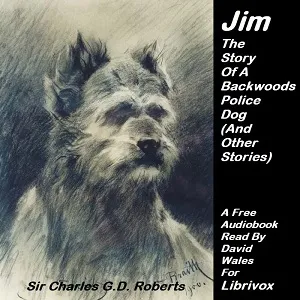 Jim
The
Story
Of A
Backwoods
Police
Dog
(And
Other
Stories)
A Free
Audiobook
Read By
David
Wales
For
Librivox
Sir Charles G.D. Roberts